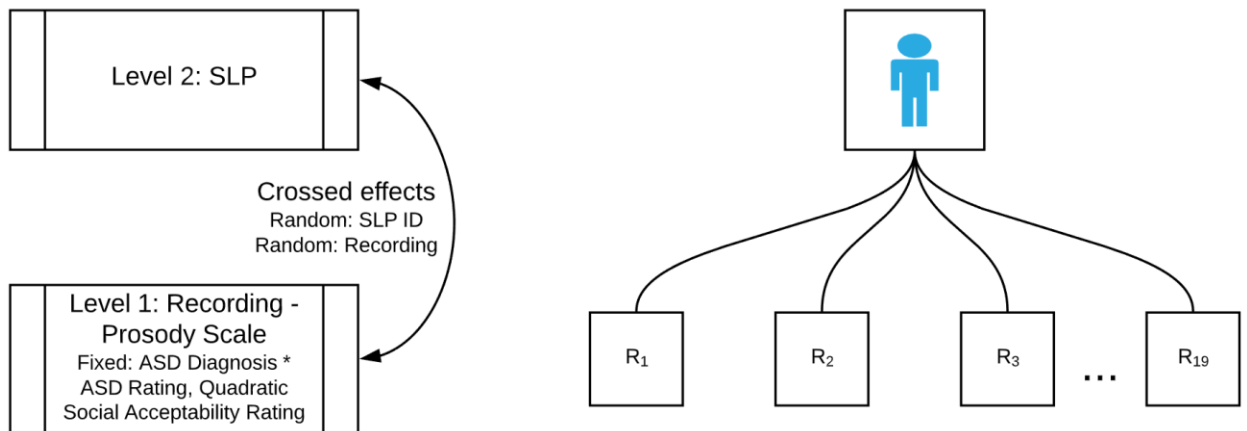 Level 2: SLP
Crossed effects
Random: SLP ID
Random: Recording
Level 1: Recording -
Prosody Scale
Fixed: ASD Diagnosis *
ASD Rating, Quadratic
Social Acceptability Rating
R₁
R₂
R₃
...
R₁₉